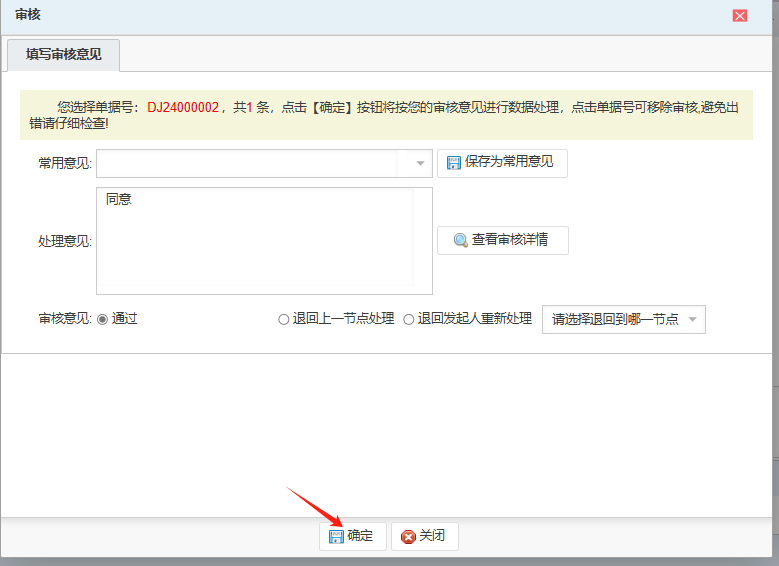 审核
填写审核意见
您选择单据号： DJ24000002 ，共1 条，点击【确定】按钮将按您的审核意见进行数据处理，点击单据号可移除审核,避免出
错请仔细检查!
常用意见: 保存为常用意见
处理意见: 同意 查看审核详情
审核意见: 通过 退回上一节点处理 退回发起人重新处理 请选择退回到哪一节点
确定 关闭